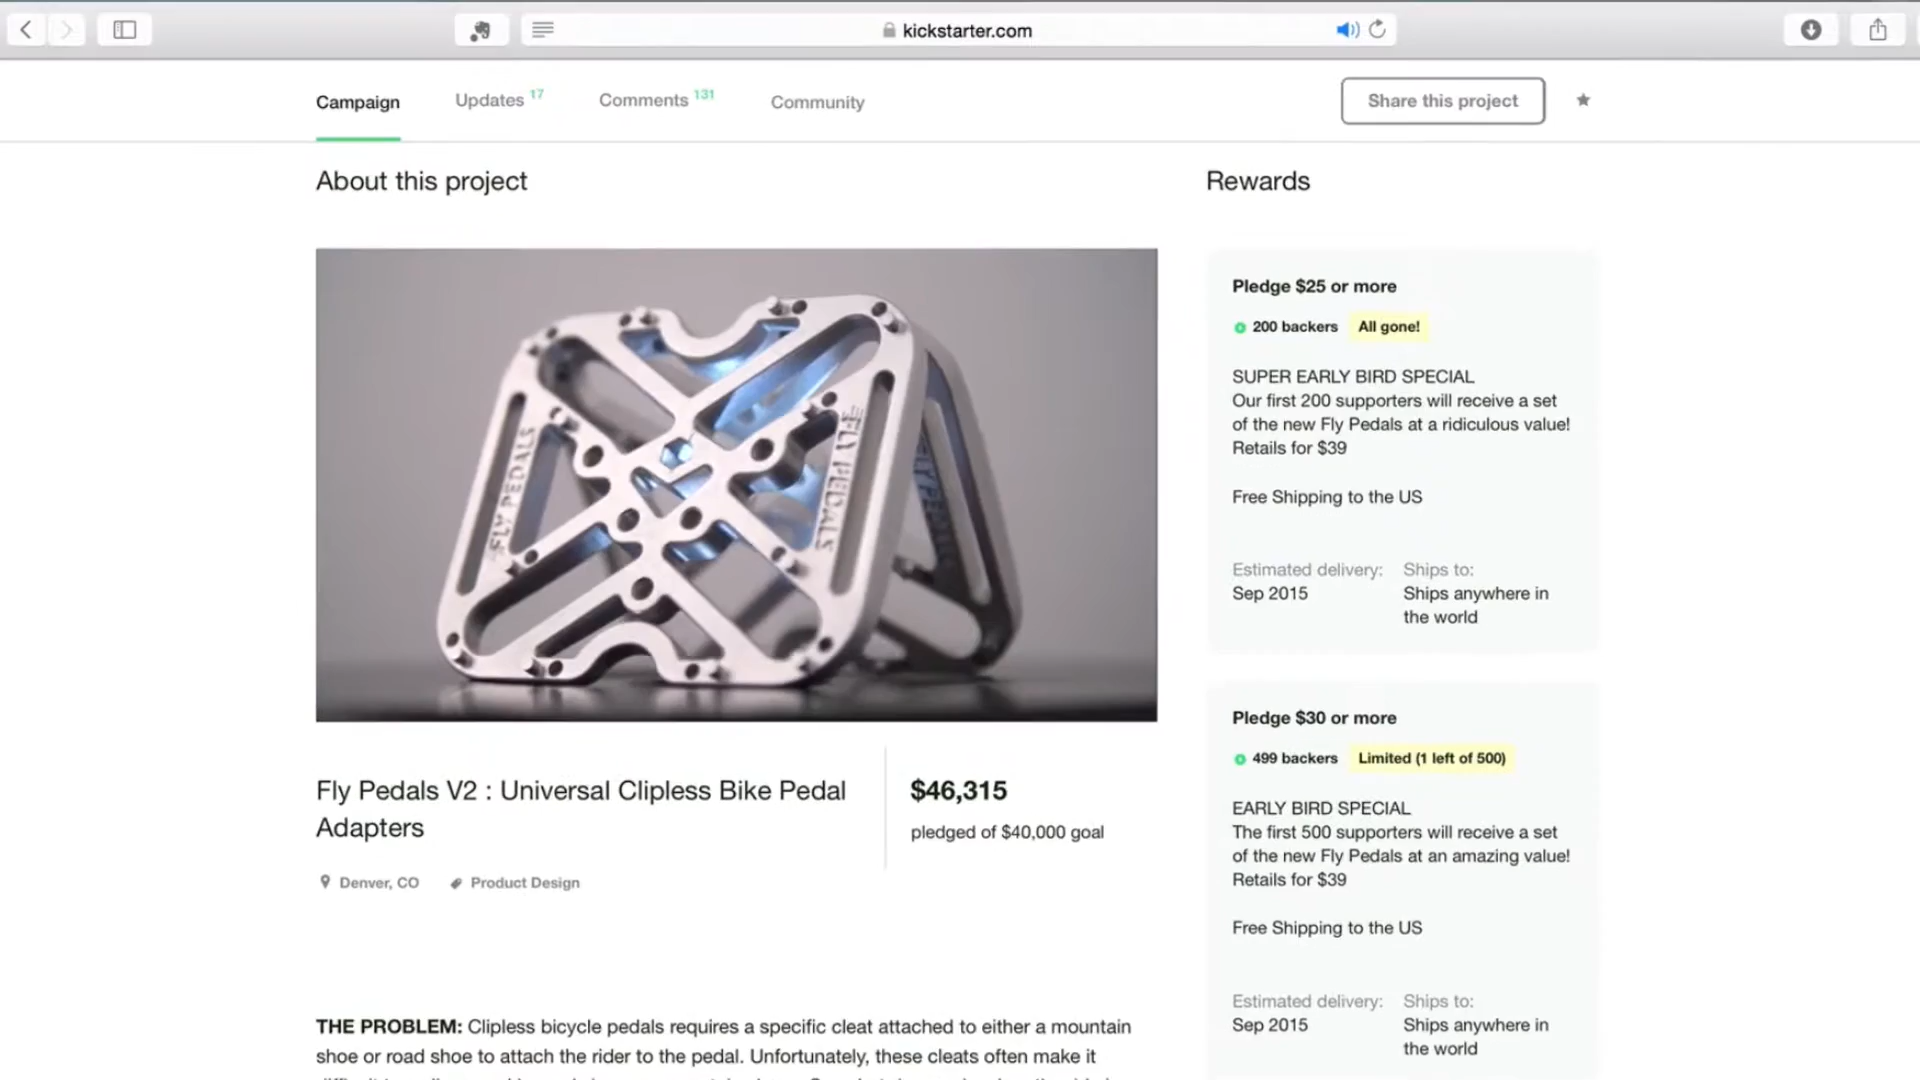 kickstarter.com
Campaign
Updates 17
Comments 131
Community
Share this project
About this project
Rewards
FLY PEDALS
FLY PEDALS
FLY PEDALS
Pledge $25 or more
200 backers All gone!
SUPER EARLY BIRD SPECIAL
Our first 200 supporters will receive a set
of the new Fly Pedals at a ridiculous value!
Retails for $39
Free Shipping to the US
Estimated delivery: Ships to:
Sep 2015 Ships anywhere in
the world
Fly Pedals V2 : Universal Clipless Bike Pedal
Adapters
$46,315
pledged of $40,000 goal
Denver, CO Product Design
THE PROBLEM: Clipless bicycle pedals requires a specific cleat attached to either a mountain
shoe or road shoe to attach the rider to the pedal. Unfortunately, these cleats often make it
Pledge $30 or more
499 backers Limited (1 left of 500)
EARLY BIRD SPECIAL
The first 500 supporters will receive a set
of the new Fly Pedals at an amazing value!
Retails for $39
Free Shipping to the US
Estimated delivery: Ships to:
Sep 2015 Ships anywhere in
the world